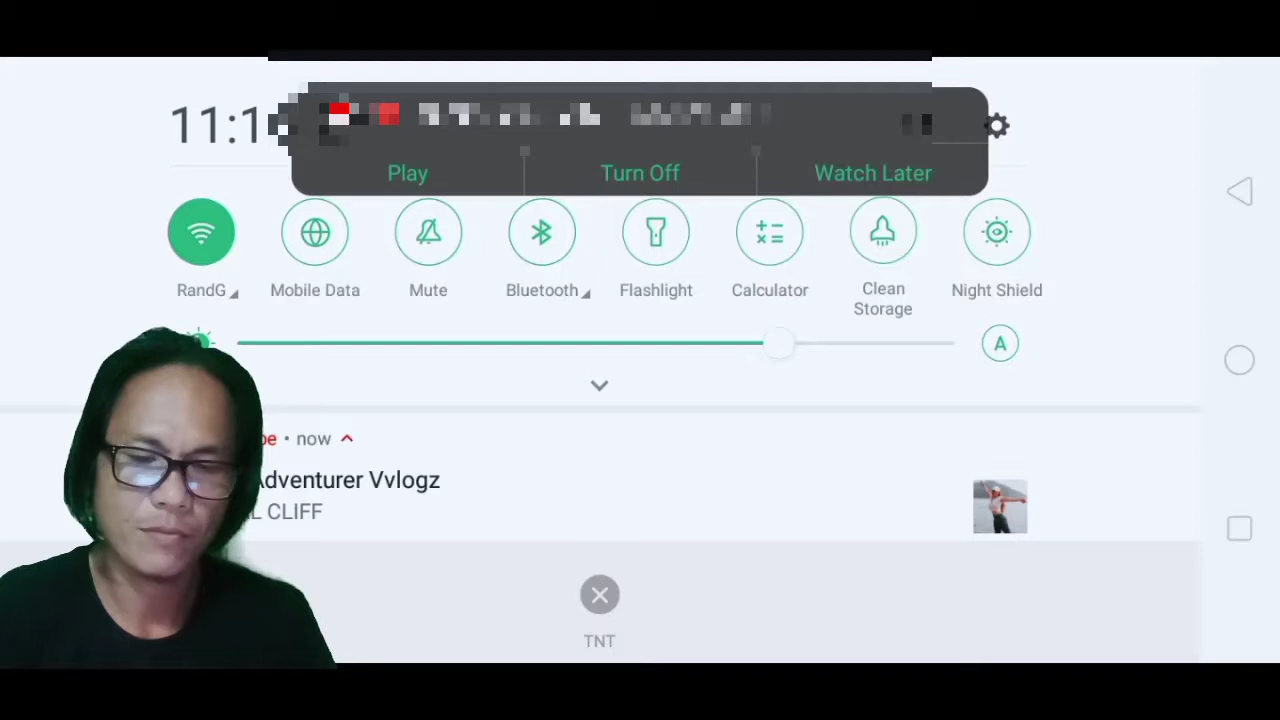 11:1
Play
Turn Off
Watch Later
RandG
Mobile Data
Mute
Bluetooth
Flashlight
Calculator
Clean
Storage
Night Shield
A
be • now
Adventurer Vvlogz
L CLIFF
TNT